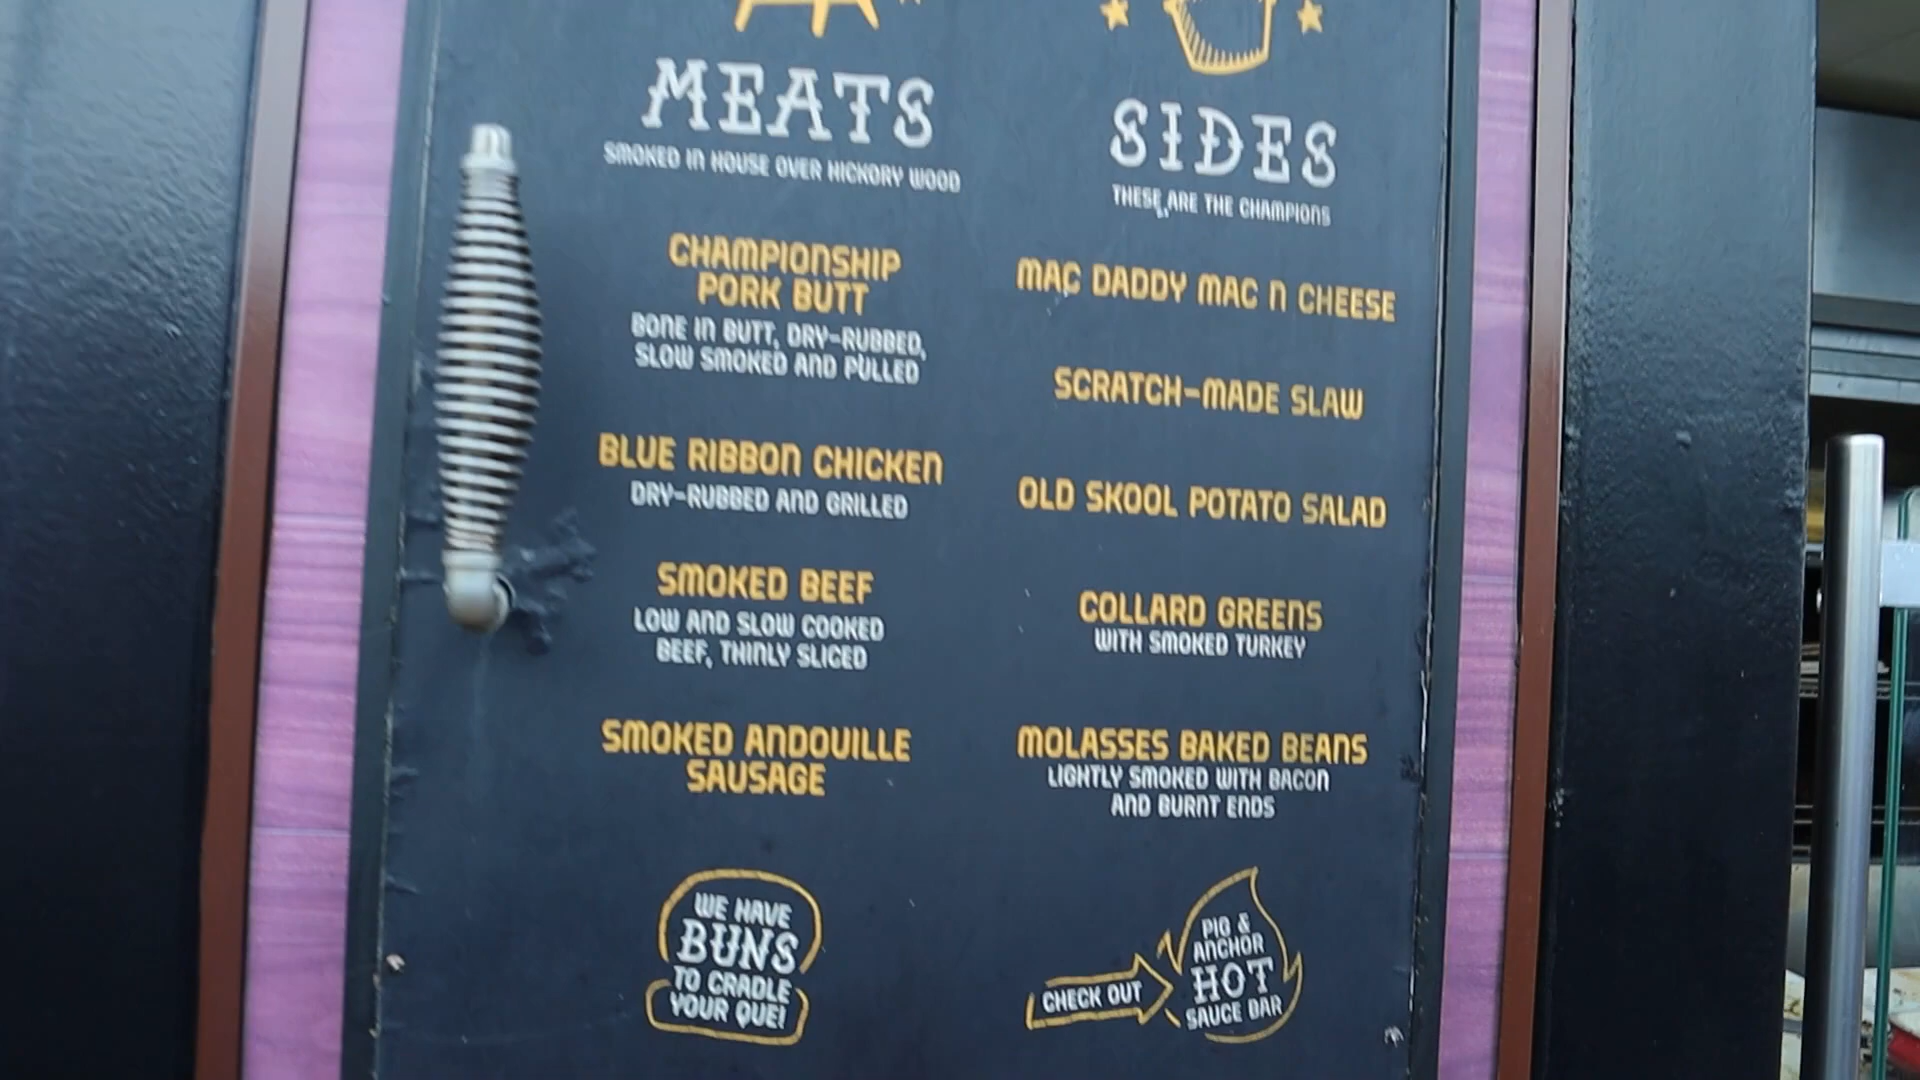 MEATS
SMOKED IN HOUSE OVER HICKORY WOOD
CHAMPIONSHIP
PORK BUTT
BONE IN BUTT, DRY-RUBBED,
SLOW SMOKED AND PULLED
BLUE RIBBON CHICKEN
DRY-RUBBED AND GRILLED
SMOKED BEEF
LOW AND SLOW COOKED
BEEF, THINLY SLICED
SMOKED ANDOUILLE
SAUSAGE
WE HAVE
BUNS
TO CRADLE
YOUR QUE!
SIDES
THESE ARE THE CHAMPIONS
MAC DADDY MAC N CHEESE
SCRATCH-MADE SLAW
OLD SKOOL POTATO SALAD
COLLARD GREENS
WITH SMOKED TURKEY
MOLASSES BAKED BEANS
LIGHTLY SMOKED WITH BACON
AND BURNT ENDS
CHECK OUT
PIG &
ANCHOR
HOT
SAUCE BAR